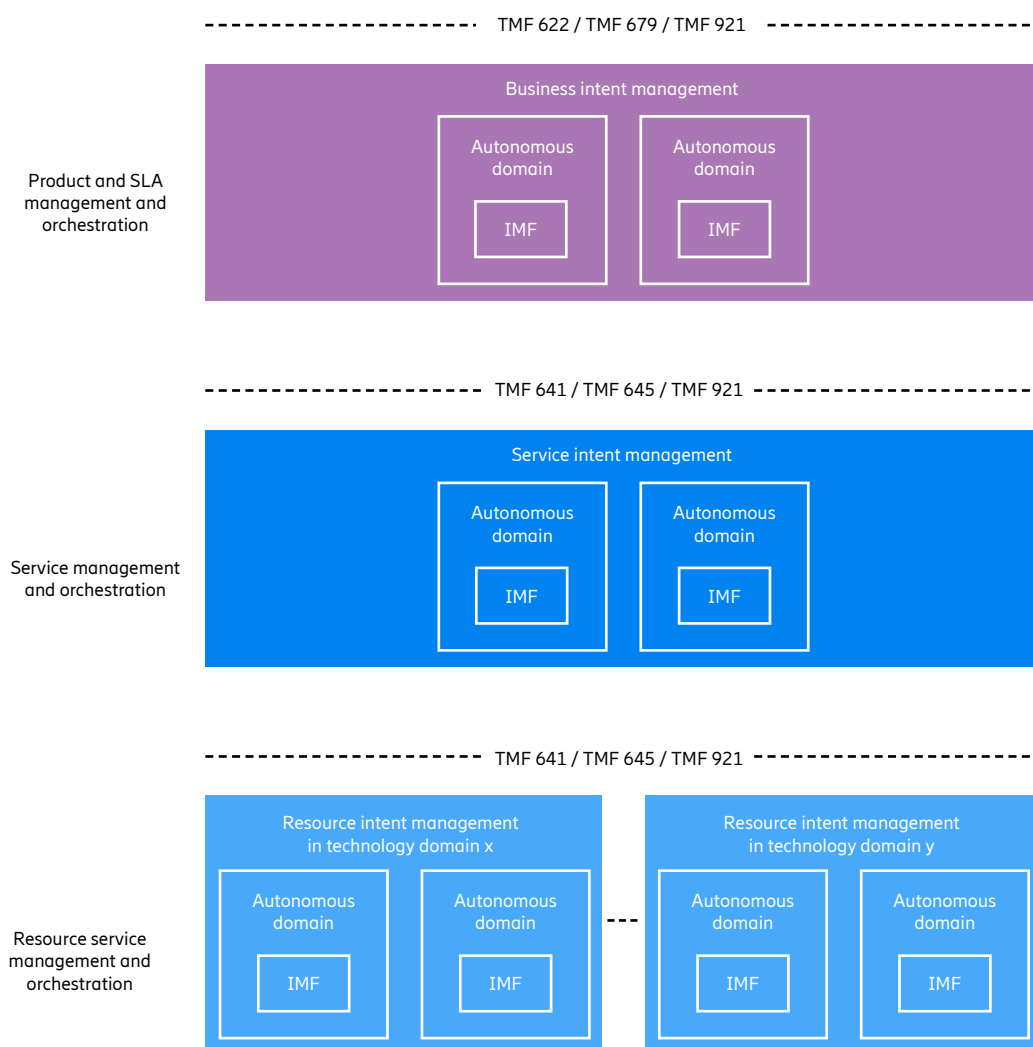 TMF 622 / TMF 679 / TMF 921
Business intent management
Autonomous
domain
IMF
Autonomous
domain
IMF
Product and SLA
management and
orchestration
TMF 641 / TMF 645 / TMF 921
Service intent management
Autonomous
domain
IMF
Autonomous
domain
IMF
Service management
and orchestration
TMF 641 / TMF 645 / TMF 921
Resource intent management
in technology domain x
Autonomous
domain
IMF
Autonomous
domain
IMF
Resource intent management
in technology domain y
Autonomous
domain
IMF
Autonomous
domain
IMF
Resource service
management and
orchestration